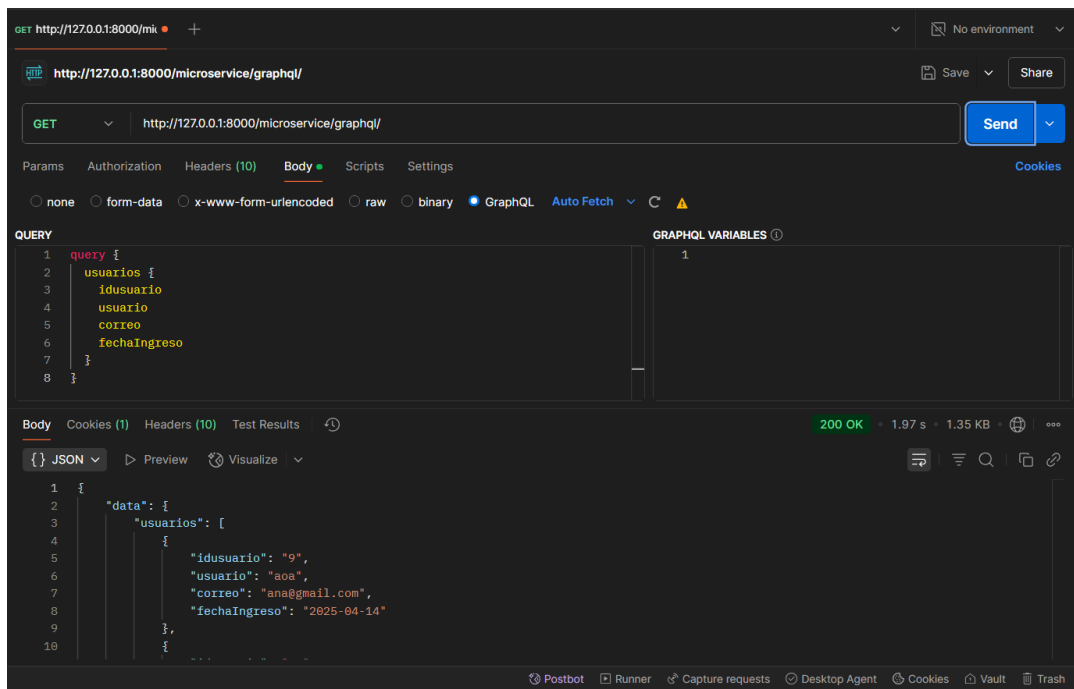 GET http://127.0.0.1:8000/mi
No environment
HTTP http://127.0.0.1:8000/microservice/graphql/
Save Share
GET http://127.0.0.1:8000/microservice/graphql/ Send
Params Authorization Headers (10) Body Scripts Settings Cookies
none form-data x-www-form-urlencoded raw binary GraphQL Auto Fetch
QUERY GRAPHQL VARIABLES
1 query { 1
2 usuarios {
3 idusuario
4 usuario
5 correo
6 fechaIngreso
7 }
8 }
Body Cookies (1) Headers (10) Test Results 200 OK • 1.97 s • 1.35 KB
{} JSON Preview Visualize
1 {
2 "data": {
3 "usuarios": [
4 {
5 "idusuario": "9",
6 "usuario": "aoa",
7 "correo": "ana@gmail.com",
8 "fechaIngreso": "2025-04-14"
9 },
10 {
Postbot Runner Capture requests Desktop Agent Cookies Vault Trash